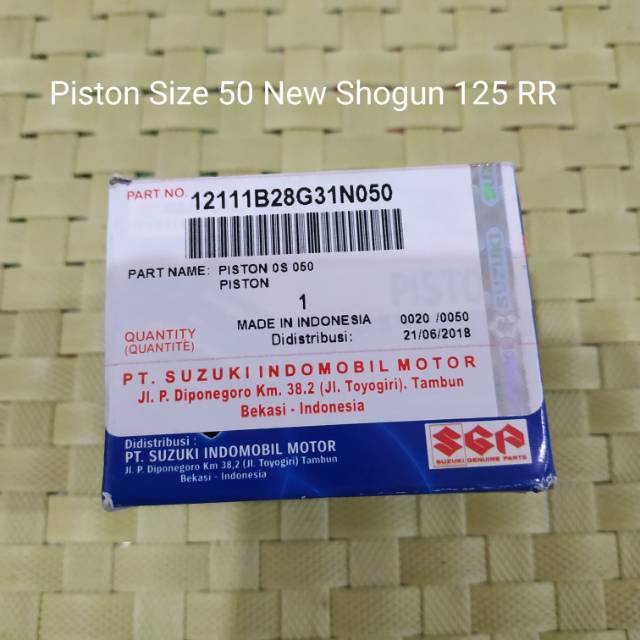 Piston Size 50 New Shogun 125 RR
PART NO. 12111B28G31N050
PART NAME: PISTON OS 050
PISTON
1
MADE IN INDONESIA 0020 /0050
QUANTITY
(QUANTITÉ)
Didistribusi: 21/06/2018
PT. SUZUKI INDOMOBIL MOTOR
Jl. P. Diponegoro Km. 38.2 (Jl. Toyogiri). Tambun
Bekasi - Indonesia
SUZUKI
Didistribusi :
PT. SUZUKI INDOMOBIL MOTOR
Jl. P. Diponegoro Km 38,2 (Jl. Toyogiri) Tambun
Bekasi - Indonesia
SGP
SUZUKI GENUINE PARTS